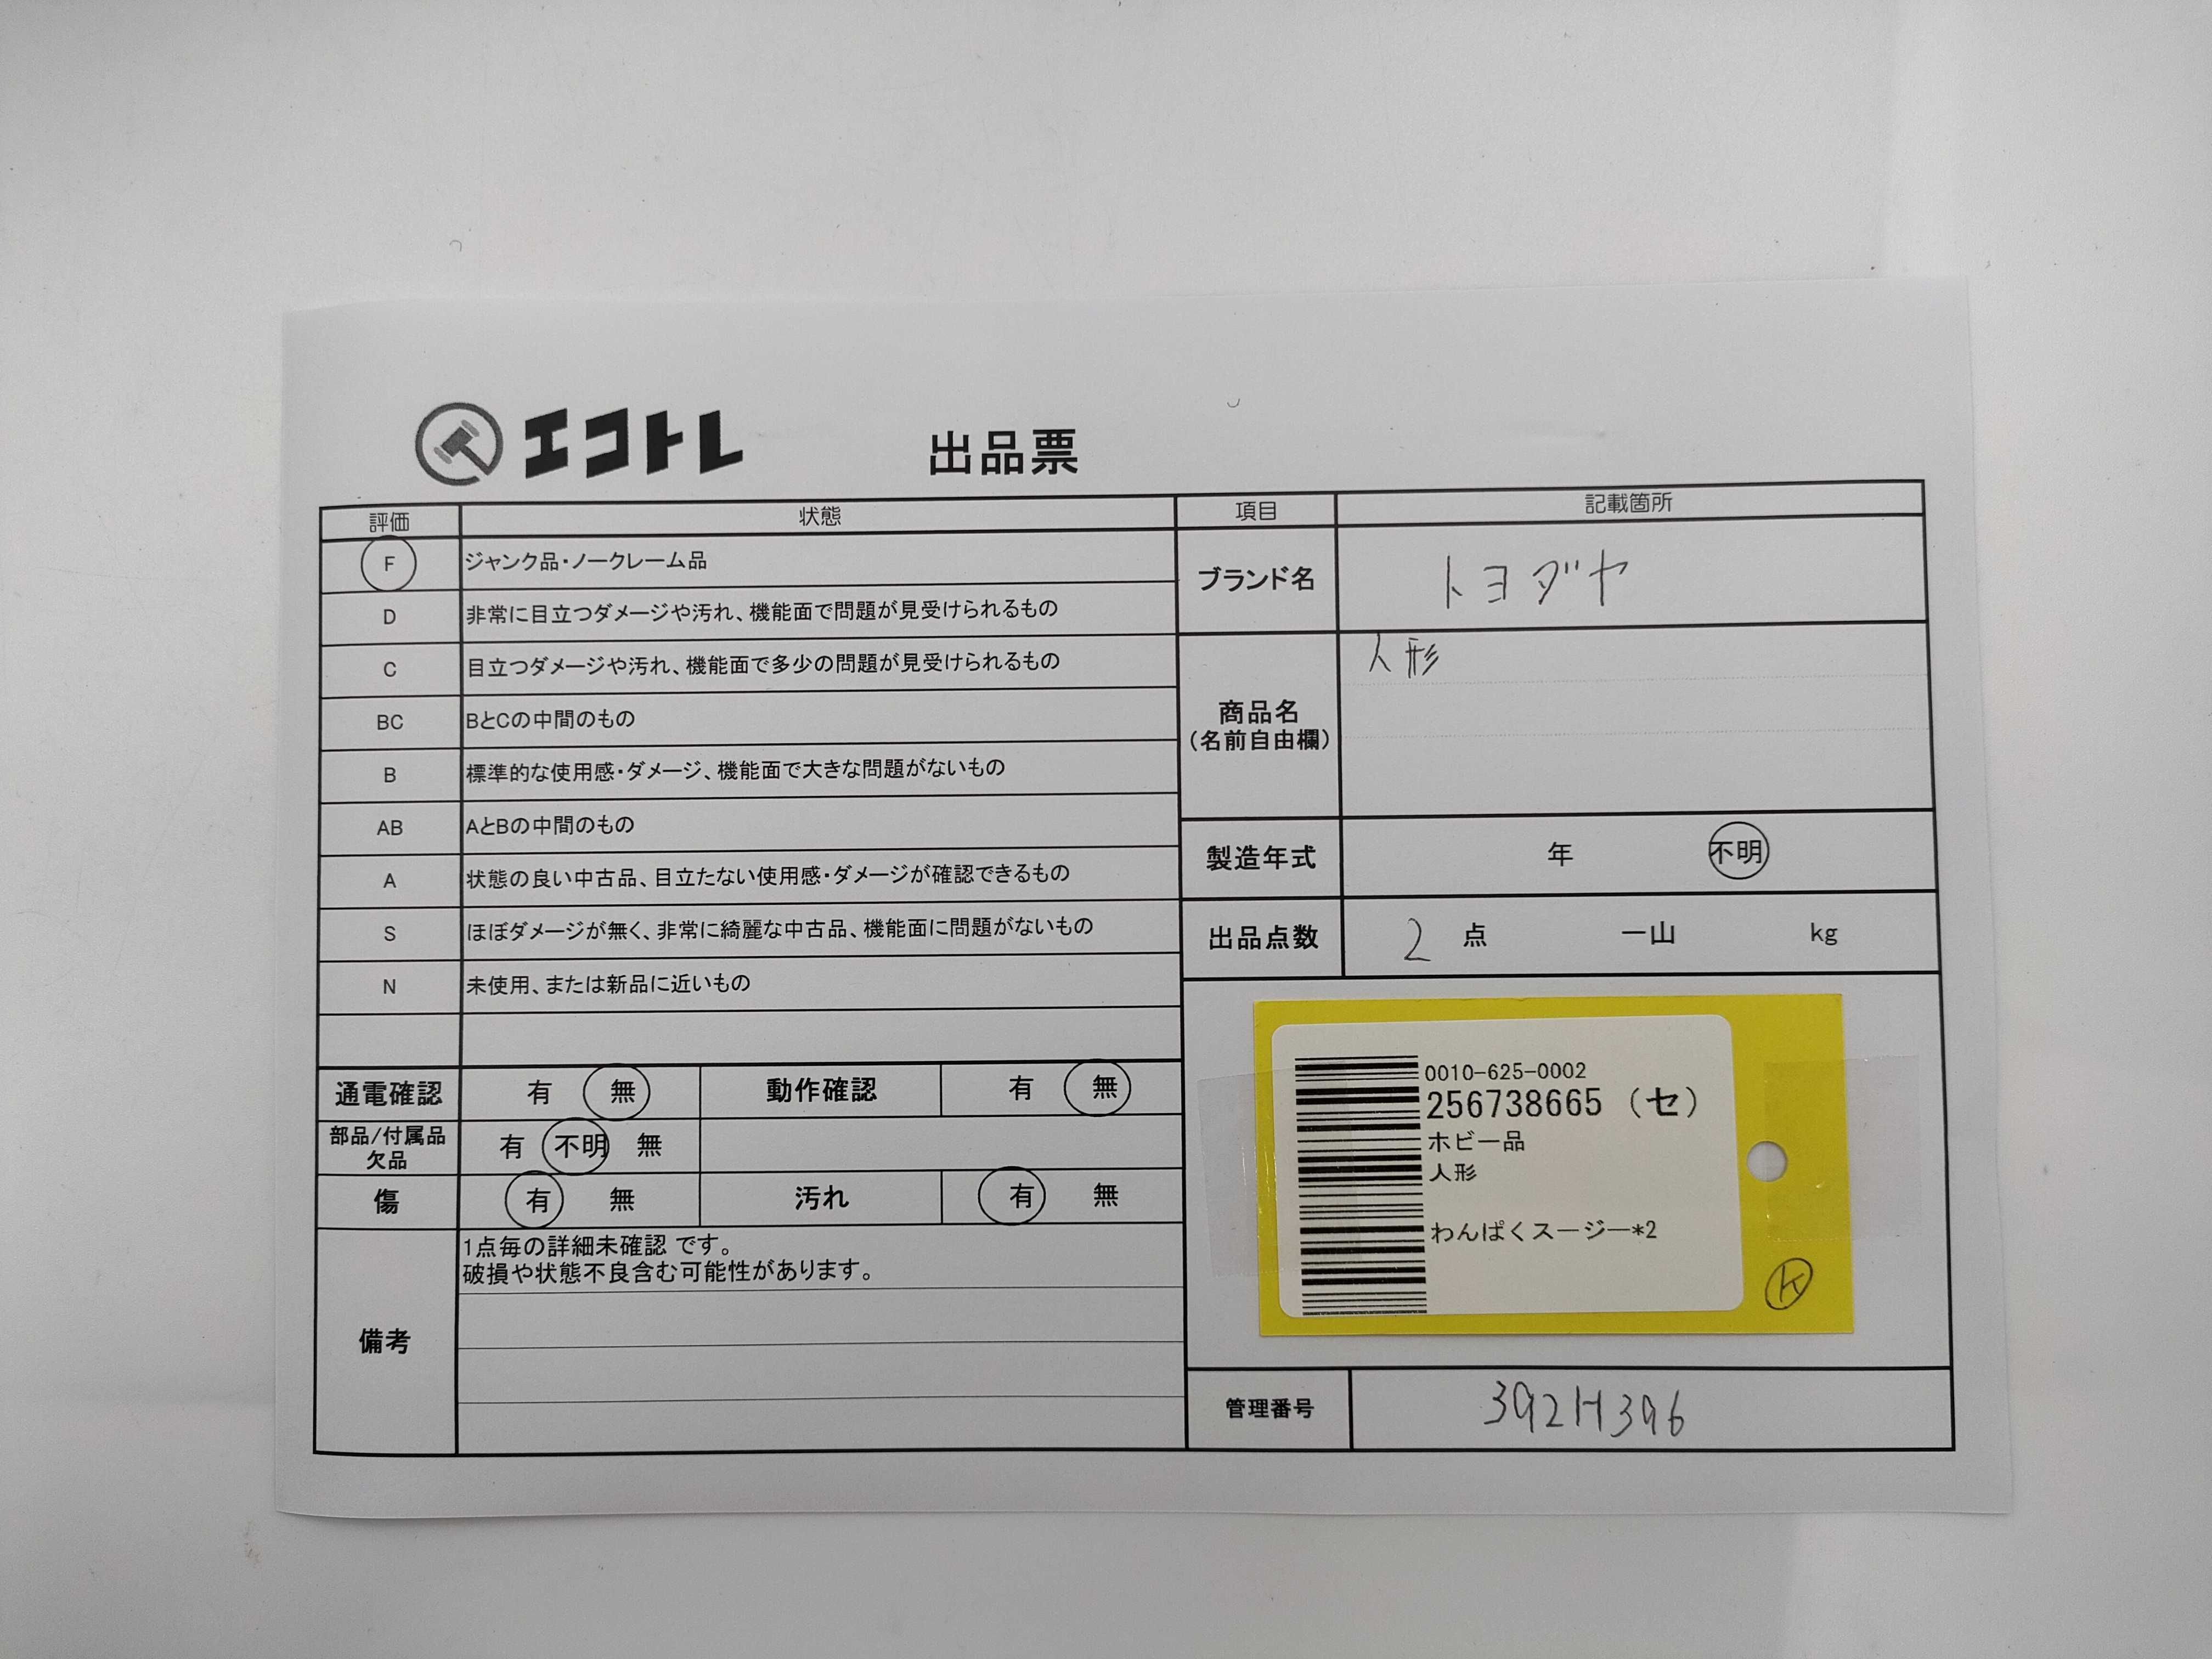 エコトレ
出品票
評価 状態
F ジャンク品・ノークレーム品
D 非常に目立つダメージや汚れ、機能面で問題が見受けられるもの
C 目立つダメージや汚れ、機能面で多少の問題が見受けられるもの
BC BとCの中間のもの
B 標準的な使用感・ダメージ、機能面で大きな問題がないもの
AB AとBの中間のもの
A 状態の良い中古品、目立たない使用感・ダメージが確認できるもの
S ほぼダメージが無く、非常に綺麗な中古品、機能面に問題がないもの
N 未使用、または新品に近いもの
通電確認 有 無 動作確認 有 無
部品/付属品
欠品 有 不明 無
傷 有 無 汚れ 有 無
備考
1点毎の詳細未確認 です。
破損や状態不良含む可能性があります。
項目 記載箇所
ブランド名 トヨダヤ
商品名
(名前自由欄)
人形
製造年式 年 不明
出品点数 2 点 一山 kg
0010-625-0002
256738665 (セ)
ホビー品
人形
わんぱくスージー*2
K
管理番号 392H396